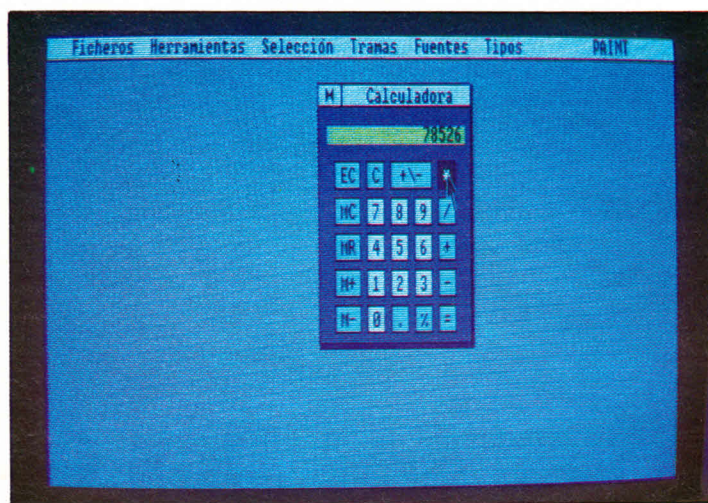 Ficheros Herramientas Selección Tramas Fuentes Tipos PAINT
Calculadora
78526
EC C +\- *
MC 7 8 9 /
MR 4 5 6 +
M+ 1 2 3 -
M- 0 . % =